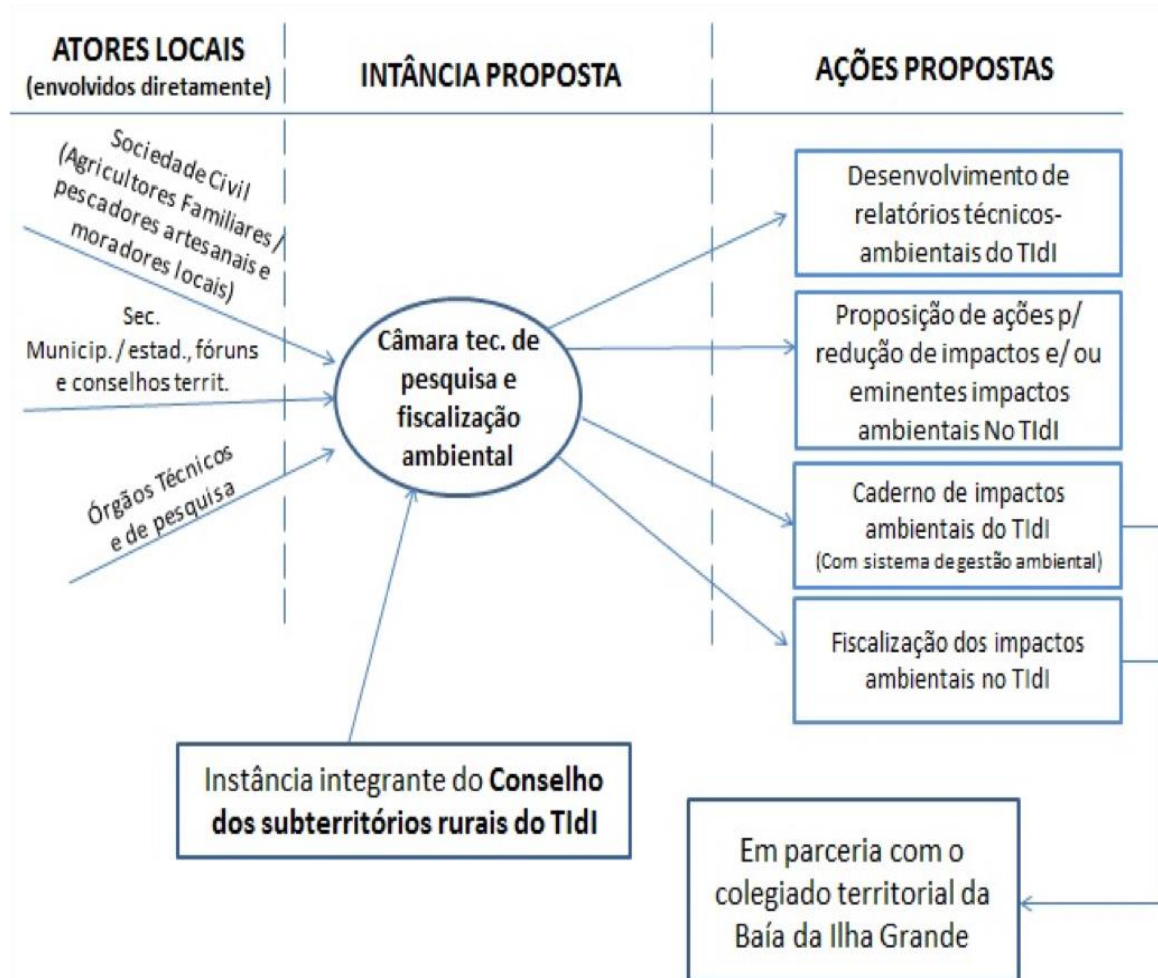 ATORES LOCAIS
(envolvidos diretamente)
INTÂNCIA PROPOSTA
AÇÕES PROPOSTAS
Sociedade Civil
(Agricultores Familiares /
pescadores artesanais e
moradores locais)
Sec.
Municip. / estad., fóruns
e conselhos territ.
Órgãos Técnicos
e de pesquisa
Câmara tec. de
pesquisa e
fiscalização
ambiental
Desenvolvimento de
relatórios técnicos-
ambientais do TIdI
Proposição de ações p/
redução de impactos e/ ou
eminentes impactos
ambientais No TIdI
Caderno de impactos
ambientais do TIdI
(Com sistema de gestão ambiental)
Fiscalização dos impactos
ambientais no TIdI
Instância integrante do Conselho
dos subterritórios rurais do TIdI
Em parceria com o
colegiado territorial da
Baía da Ilha Grande